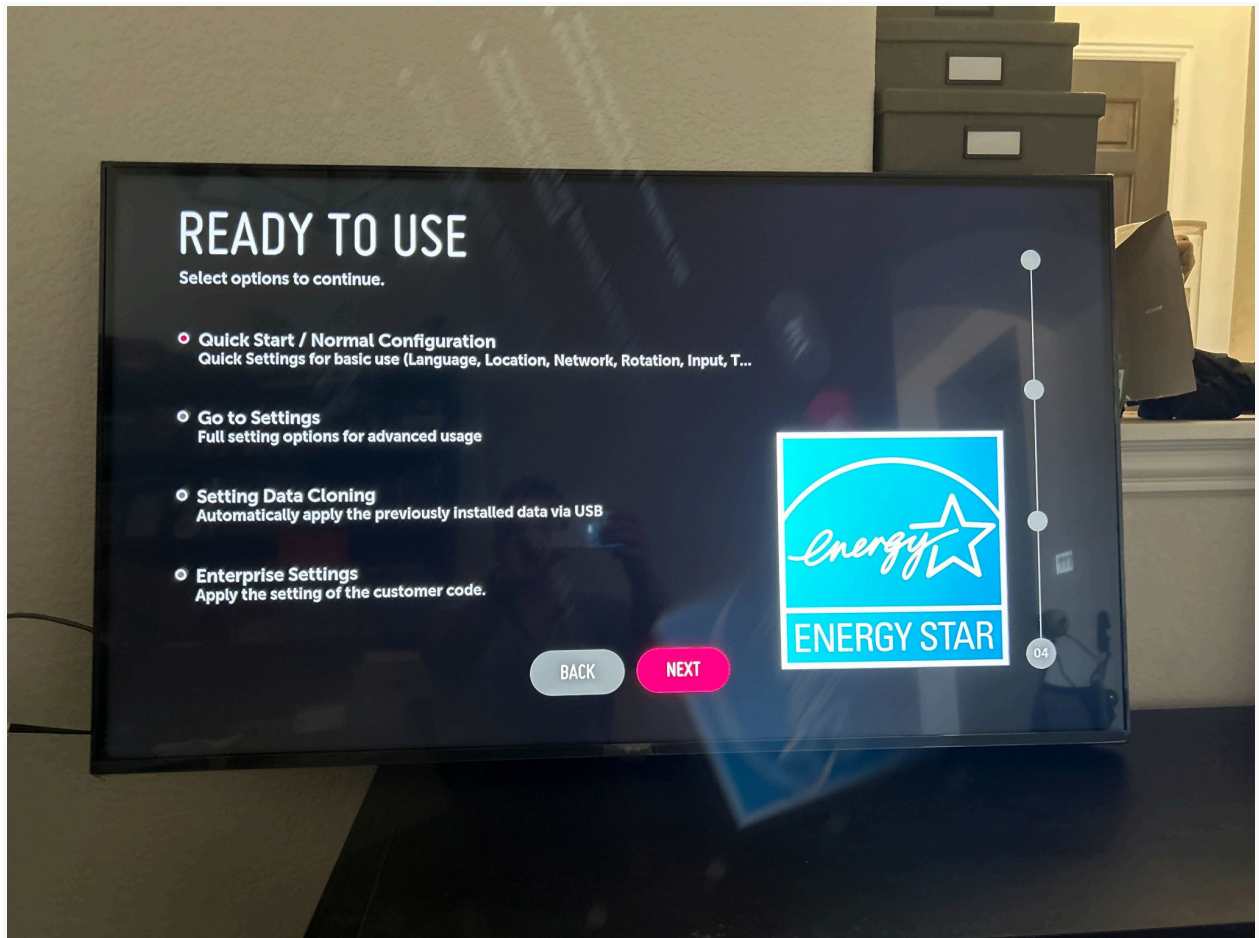 READY TO USE
Select options to continue.
Quick Start / Normal Configuration
Quick Settings for basic use (Language, Location, Network, Rotation, Input, T...
Go to Settings
Full setting options for advanced usage
Setting Data Cloning
Automatically apply the previously installed data via USB
Enterprise Settings
Apply the setting of the customer code.
energy
ENERGY STAR
BACK
NEXT
04